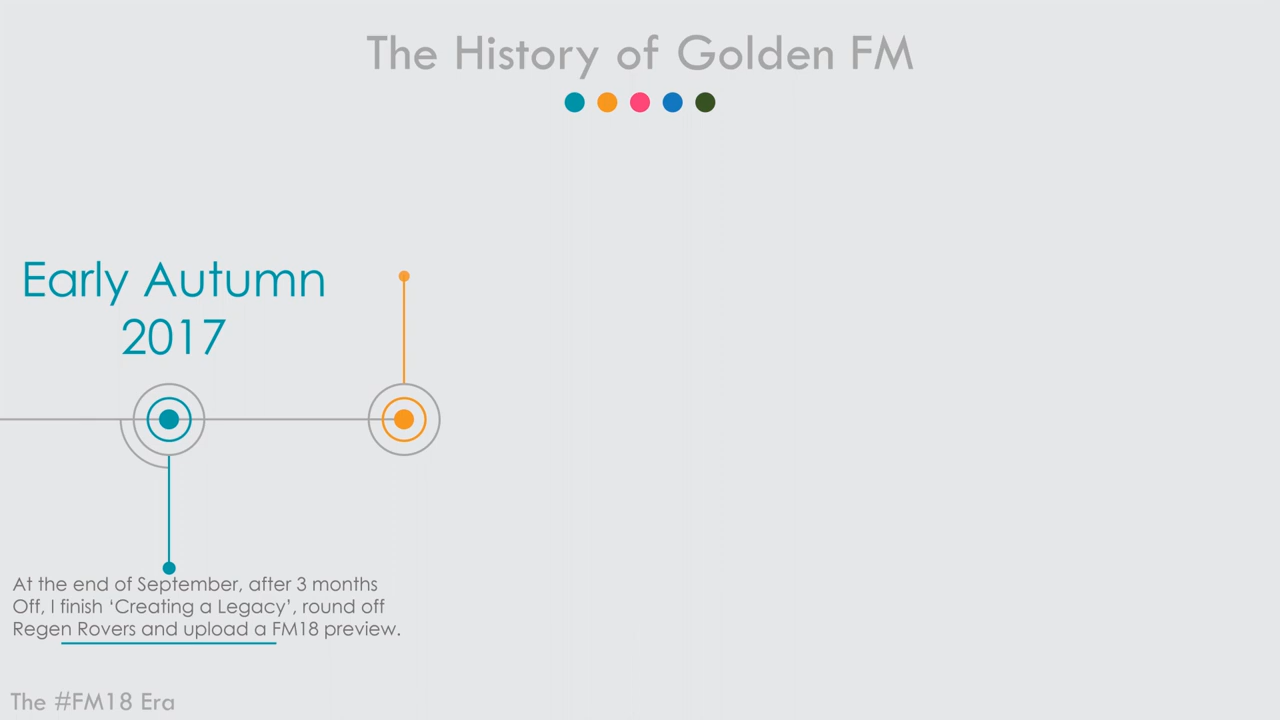 The History of Golden FM
Early Autumn
2017
At the end of September, after 3 months
Off, I finish ‘Creating a Legacy’, round off
Regen Rovers and upload a FM18 preview.
The #FM18 Era